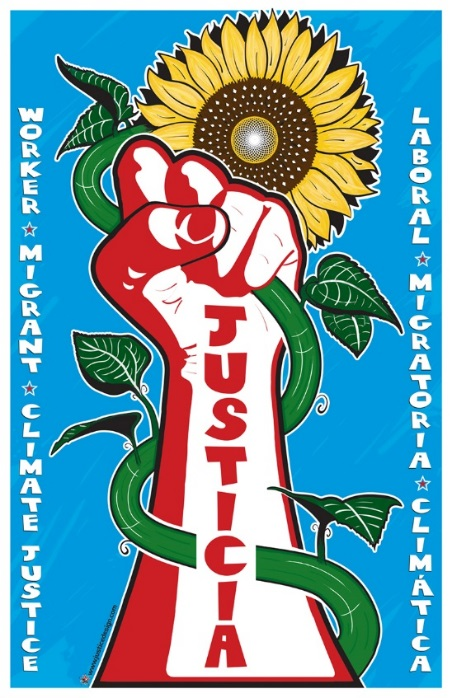 WORKER ★ MIGRANT ★ CLIMATE JUSTICE
JUSTICIA
LABORAL ★ MIGRATORIA ★ CLIMÁTICA